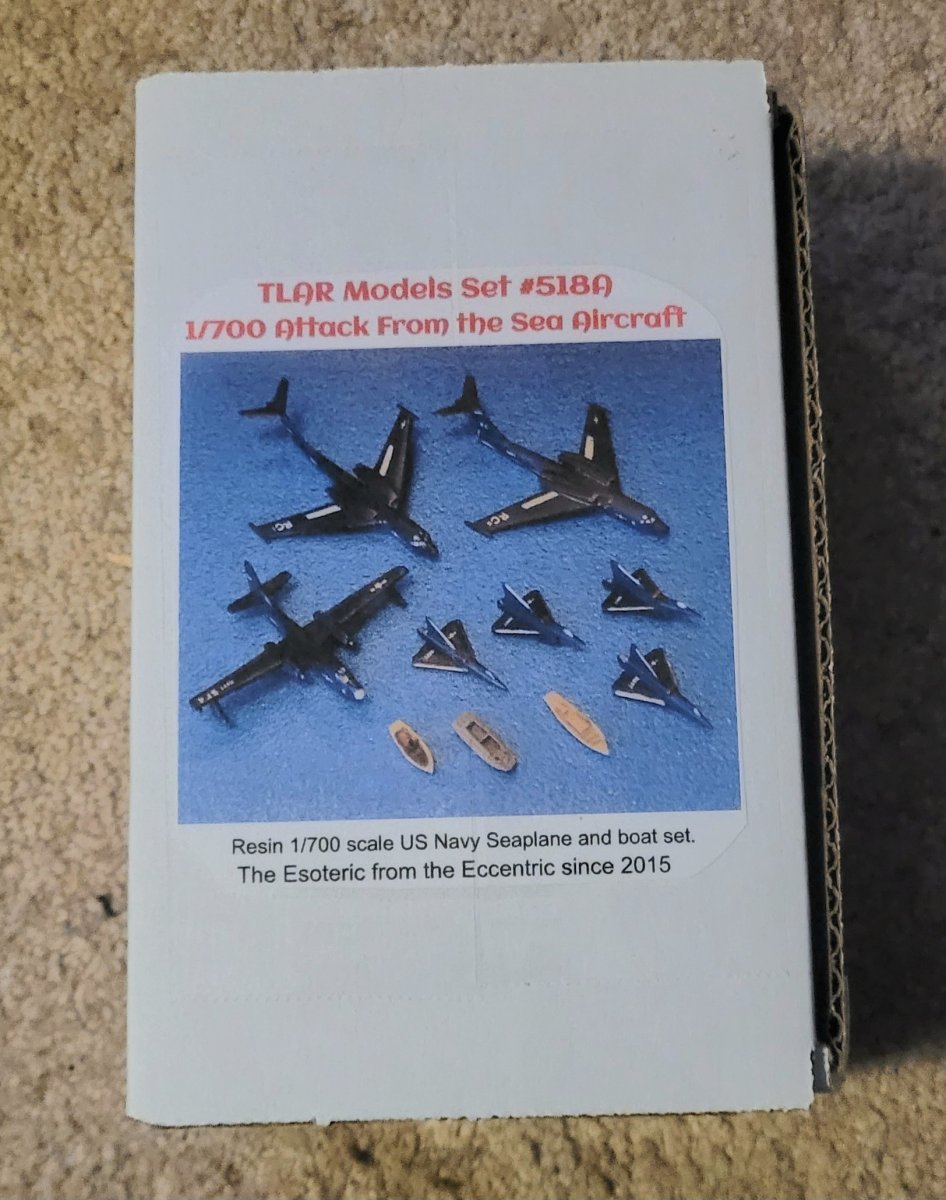 TLAR Models Set #518A
1/700 Attack From the Sea Aircraft
Resin 1/700 scale US Navy Seaplane and boat set.
The Esoteric from the Eccentric since 2015